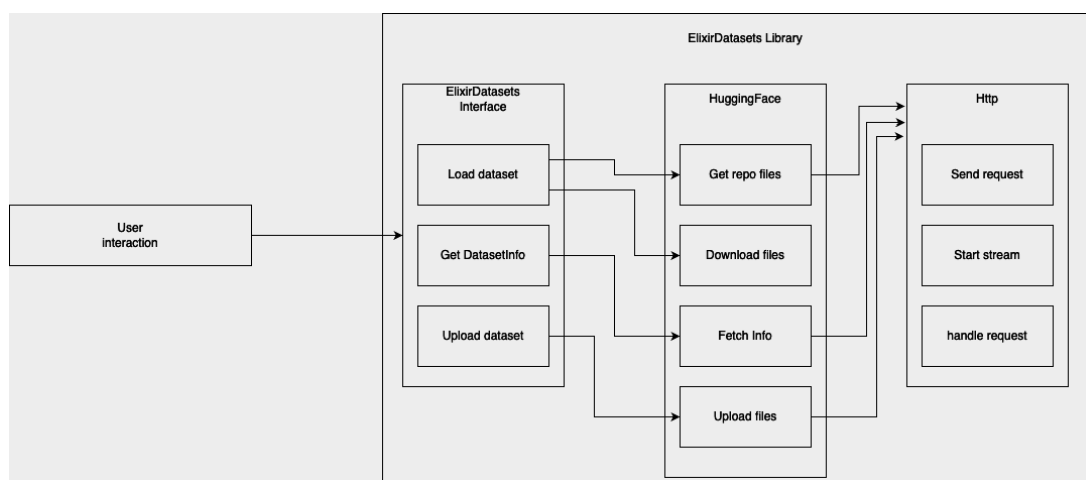 ElixirDatasets Library
User
interaction
ElixirDatasets
Interface
Load dataset
Get DatasetInfo
Upload dataset
HuggingFace
Get repo files
Download files
Fetch Info
Upload files
Http
Send request
Start stream
handle request